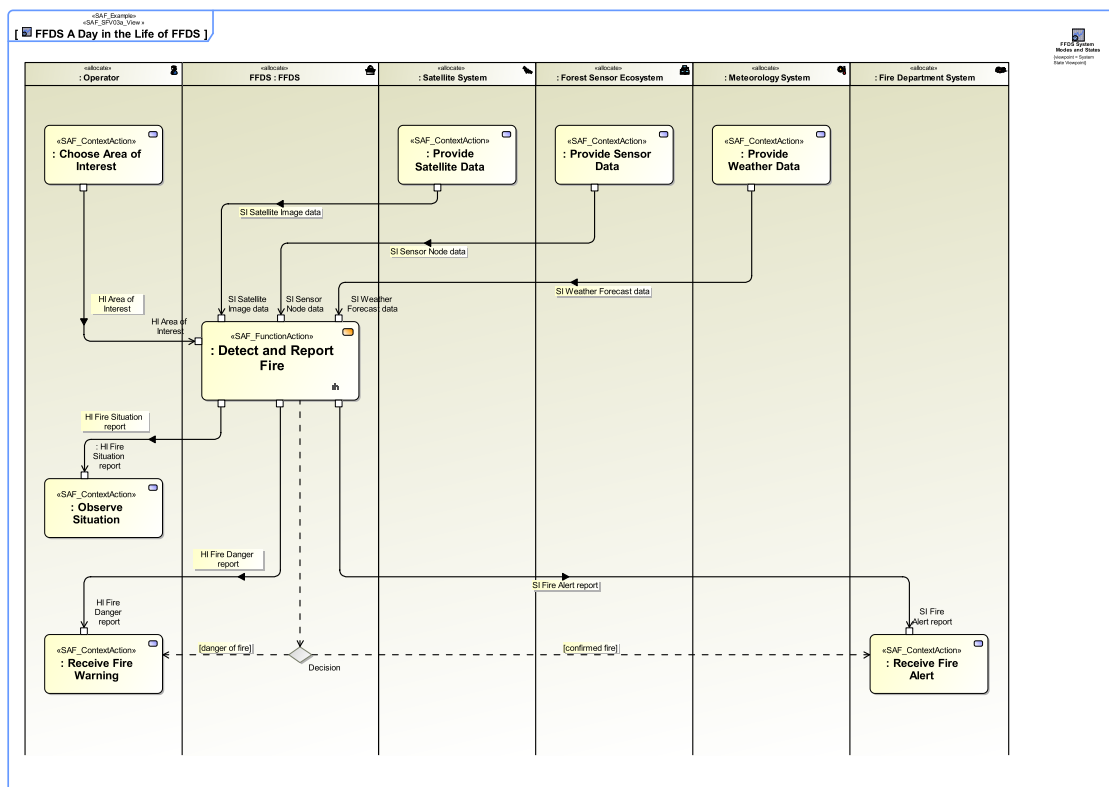 «SAF_Example»
«SAF_SFV03a_View »
[ FFDS A Day in the Life of FFDS ]
FFDS System
Modes and States
[viewpoint = System
State Viewpoint]
«allocate»
: Operator
«allocate»
FFDS : FFDS
«allocate»
: Satellite System
«allocate»
: Forest Sensor Ecosystem
«allocate»
: Meteorology System
«allocate»
: Fire Department System
«SAF_ContextAction»
: Choose Area of
Interest
«SAF_ContextAction»
: Provide
Satellite Data
«SAF_ContextAction»
: Provide Sensor
Data
«SAF_ContextAction»
: Provide
Weather Data
SI Satellite Image data
SI Sensor Node data
SI Weather Forecast data
HI Area of
Interest
HI Area of
Interest
SI Satellite
Image data
SI Sensor
Node data
SI Weather
Forecast data
«SAF_FunctionAction»
: Detect and Report
Fire
HI Fire Situation
report
: HI Fire
Situation
report
«SAF_ContextAction»
: Observe
Situation
HI Fire Danger
report
SI Fire Alert report
HI Fire
Danger
report
SI Fire
Alert report
«SAF_ContextAction»
: Receive Fire
Warning
[danger of fire]
Decision
[confirmed fire]
«SAF_ContextAction»
: Receive Fire
Alert